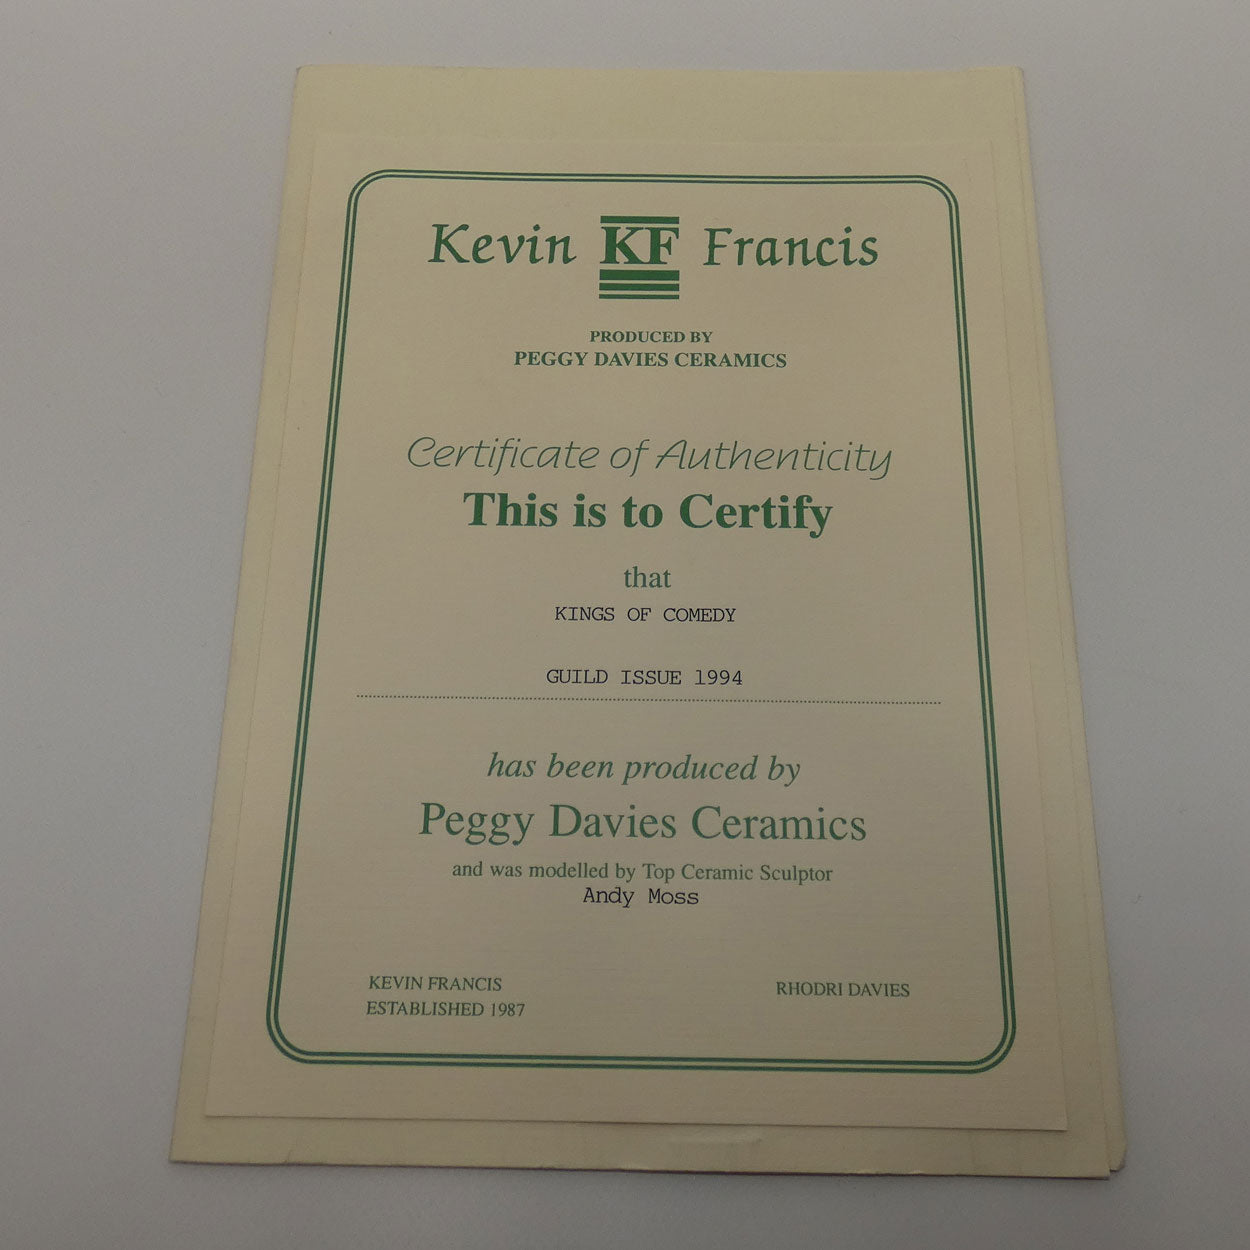 Kevin KF Francis
PRODUCED BY
PEGGY DAVIES CERAMICS
Certificate of Authenticity
This is to Certify
that
KINGS OF COMEDY
GUILD ISSUE 1994
has been produced by
Peggy Davies Ceramics
and was modelled by Top Ceramic Sculptor
Andy Moss
KEVIN FRANCIS
ESTABLISHED 1987
RHODRI DAVIES